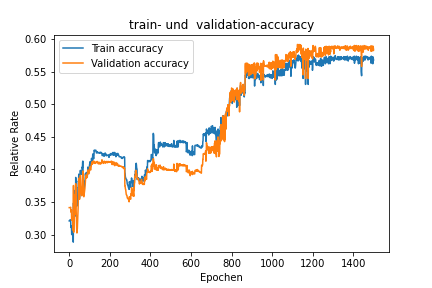 train- und  validation-accuracy
Train accuracy
Validation accuracy
Relative Rate
0.60
0.55
0.50
0.45
0.40
0.35
0.30
0 200 400 600 800 1000 1200 1400
Epochen